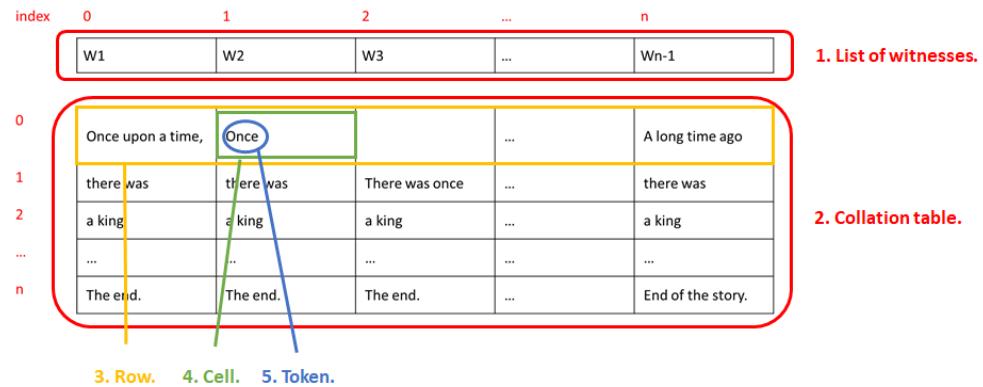 index 0 1 2 ... n
W1 W2 W3 ... Wn-1
1. List of witnesses.
0 Once upon a time, Once ... A long time ago
1 there was there was There was once ... there was
2 a king a king a king ... a king
2. Collation table.
... ... ... ... ... ...
n The end. The end. The end. ... End of the story.
3. Row. 4. Cell. 5. Token.